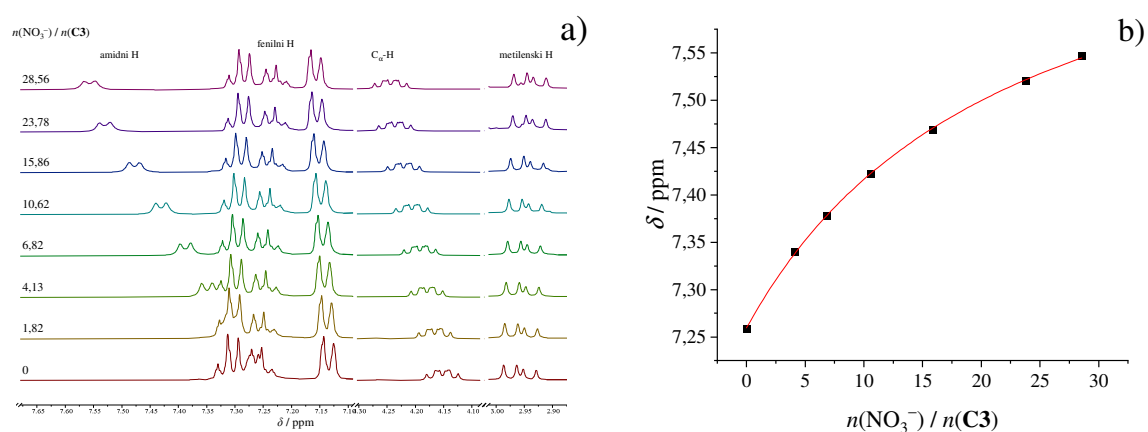 a)
n(NO₃⁻) / n(C3)
amidni H
fenilni H
Cα-H
metilenski H
28,56
23,78
15,86
10,62
6,82
4,13
1,82
0
7.65 7.60 7.55 7.50 7.45 7.40 7.35 7.30 7.25 7.20 7.15 7.10 4.30 4.20 4.10 3.00 2.95 2.90
δ / ppm
b)
7,55
7,50
7,45
7,40
7,35
7,30
7,25
δ / ppm
0 5 10 15 20 25 30
n(NO₃⁻) / n(C3)